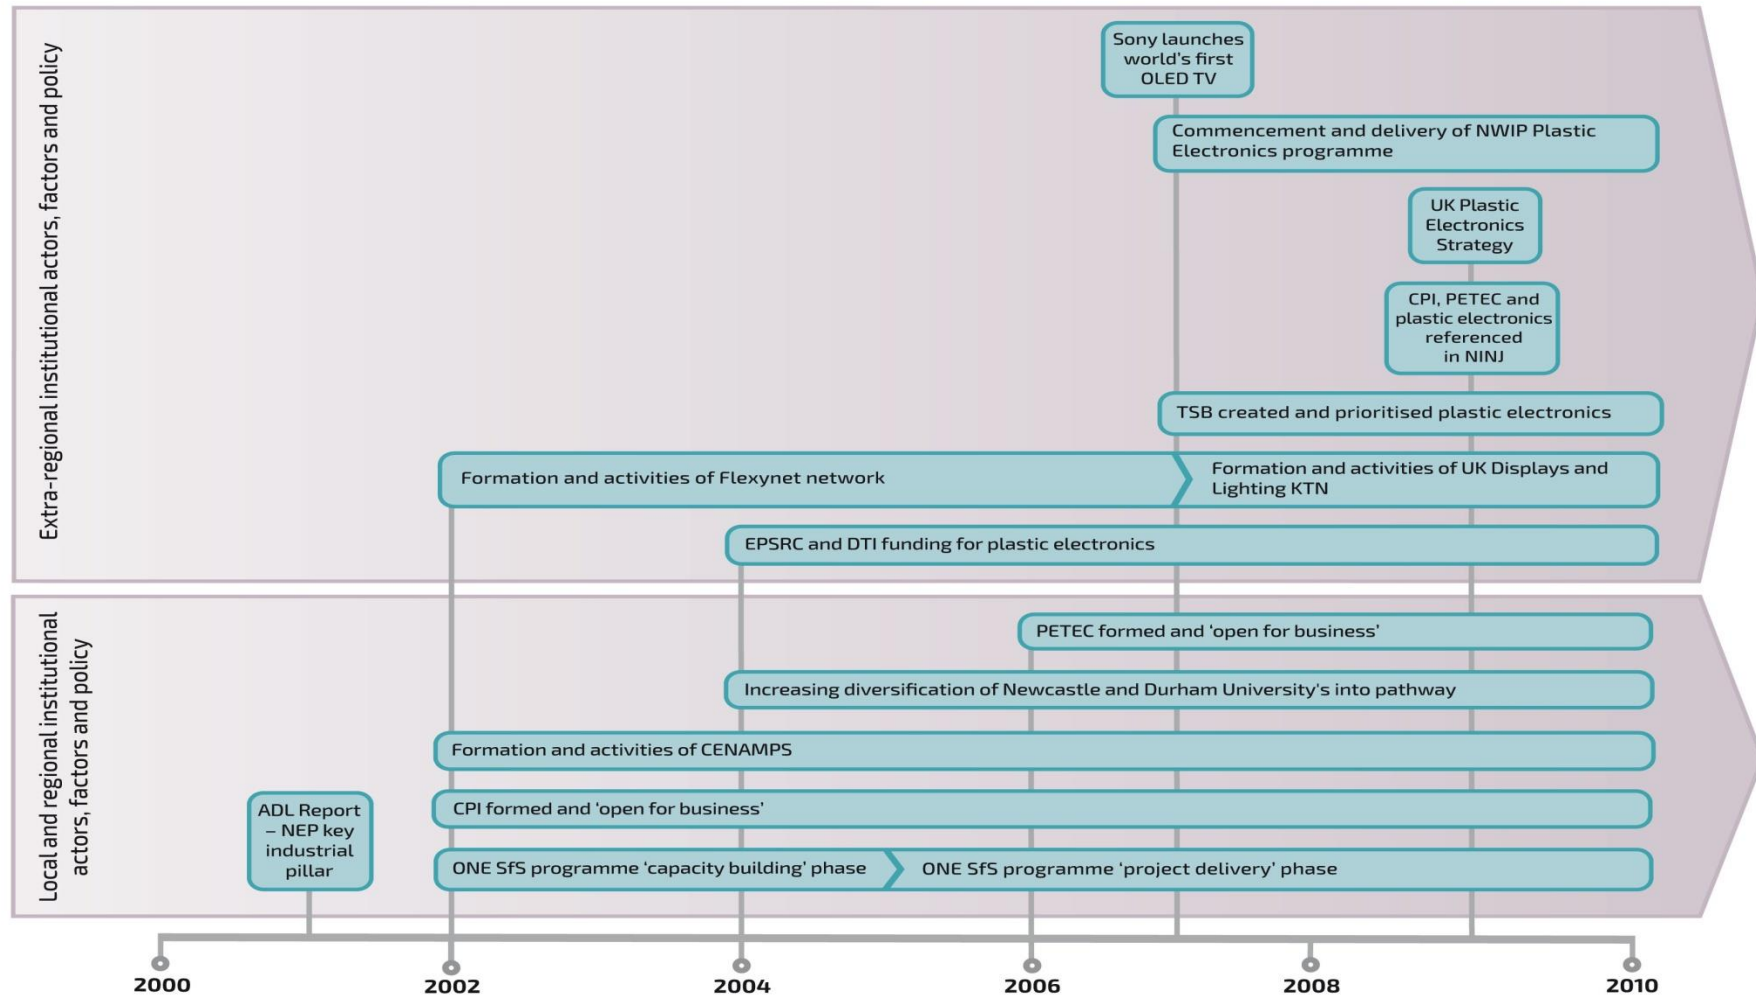 Extra-regional institutional actors, factors and policy
Sony launches
world's first
OLED TV
Commencement and delivery of NWIP Plastic
Electronics programme
UK Plastic
Electronics
Strategy
CPI, PETEC and
plastic electronics
referenced
in NINJ
TSB created and prioritised plastic electronics
Formation and activities of Flexynet network
Formation and activities of UK Displays and
Lighting KTN
EPSRC and DTI funding for plastic electronics
Local and regional institutional
actors, factors and policy
PETEC formed and ‘open for business’
Increasing diversification of Newcastle and Durham University's into pathway
Formation and activities of CENAMPS
CPI formed and ‘open for business’
ADL Report
– NEP key
industrial
pillar
ONE SfS programme ‘capacity building’ phase
ONE SfS programme ‘project delivery’ phase
2000
2002
2004
2006
2008
2010